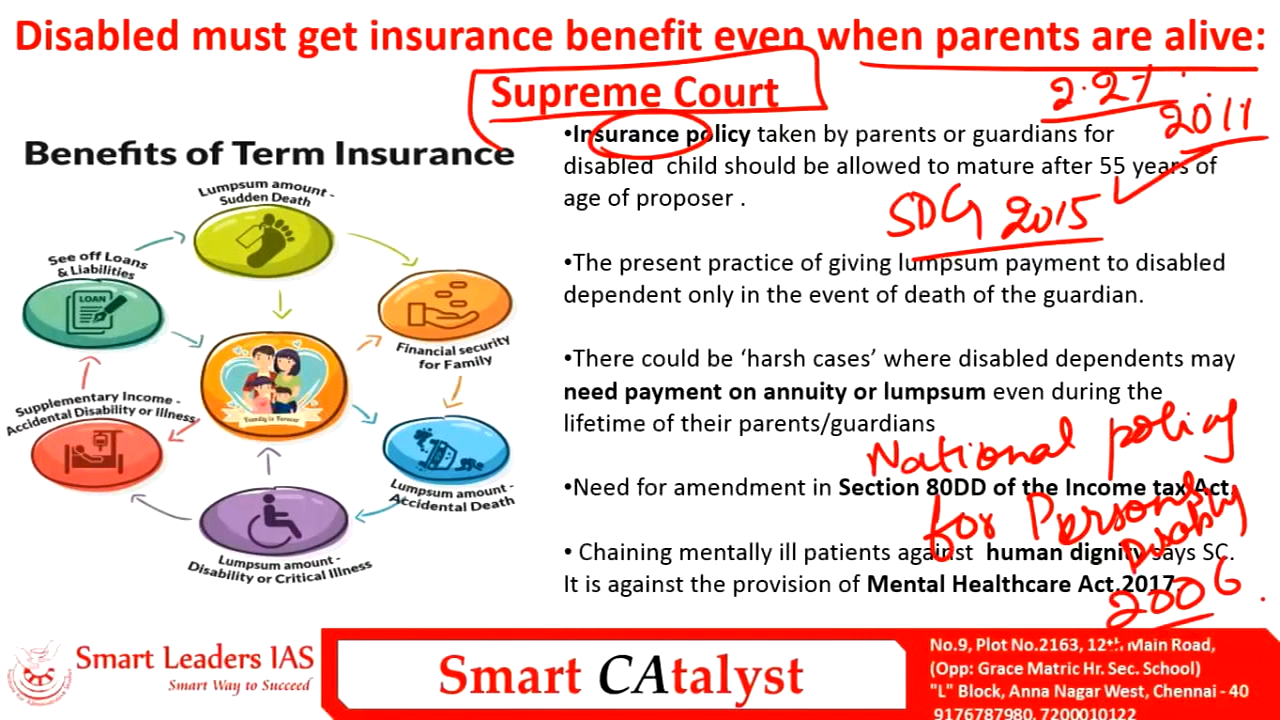 Disabled must get insurance benefit even when parents are alive:
Supreme Court
2.21
2011
Benefits of Term Insurance
Lumpsum amount -
Sudden Death
See off Loans
& Liabilities
LOAN
Financial security
for Family
Supplementary Income -
Accidental Disability or Illness
Family is Forever
Lumpsum amount -
Accidental Death
Lumpsum amount -
Disability or Critical Illness
•Insurance policy taken by parents or guardians for
disabled child should be allowed to mature after 55 years of
age of proposer .
SDG 2015
•The present practice of giving lumpsum payment to disabled
dependent only in the event of death of the guardian.
•There could be ‘harsh cases’ where disabled dependents may
need payment on annuity or lumpsum even during the
lifetime of their parents/guardians
National policy
•Need for amendment in Section 80DD of the Income tax Act.
for Persons
Disability
• Chaining mentally ill patients against human dignity says SC.
It is against the provision of Mental Healthcare Act,2017.
2006
Smart Leaders IAS
Smart Way to Succeed
Smart CAtalyst
No.9, Plot No.2163, 12th Main Road,
(Opp: Grace Matric Hr. Sec. School)
"L" Block, Anna Nagar West, Chennai - 40
9176787980, 7200010122